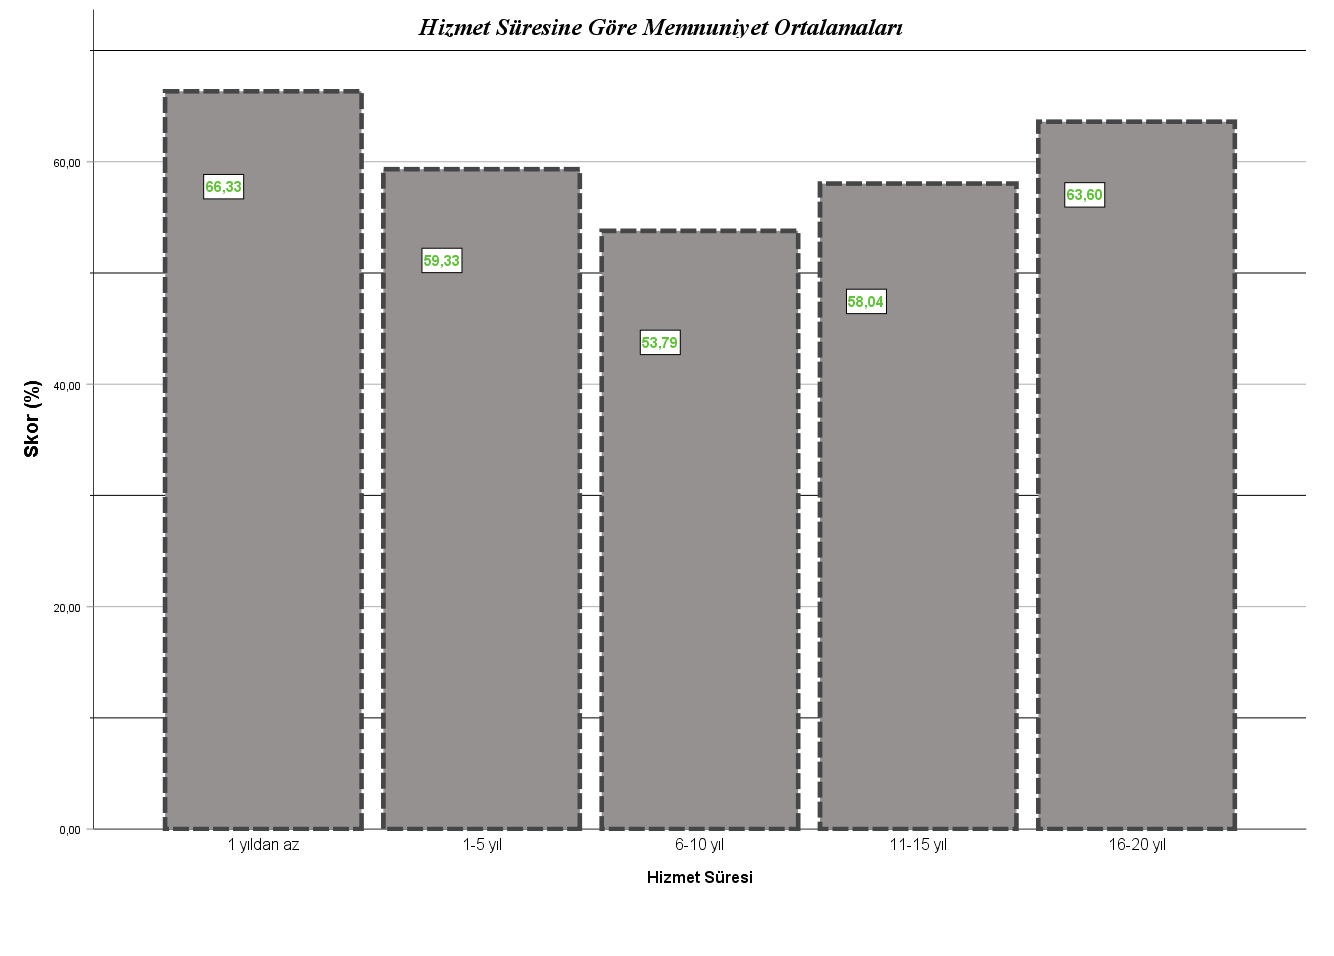 Hizmet Süresine Göre Memnuniyet Ortalamaları
Skor (%)
60,00
40,00
20,00
0,00
66,33
59,33
53,79
58,04
63,60
1 yıldan az
1-5 yıl
6-10 yıl
11-15 yıl
16-20 yıl
Hizmet Süresi